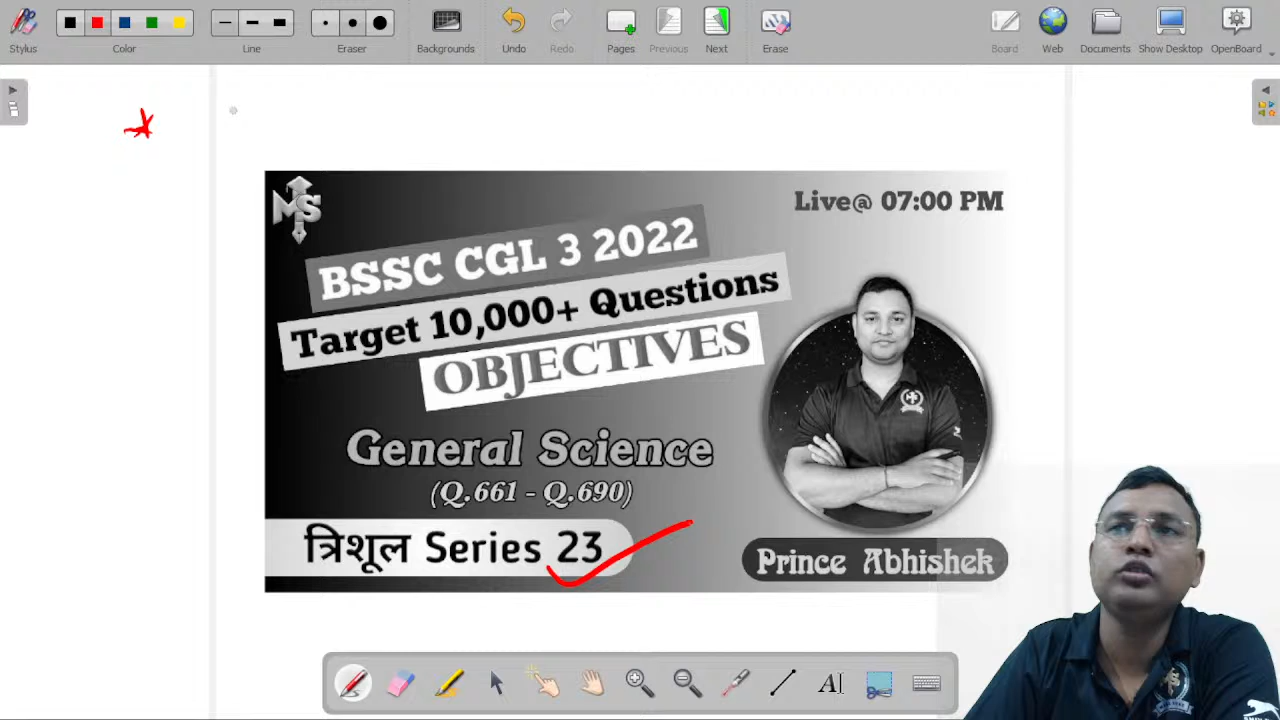 Stylus Color Line Eraser Backgrounds Undo Redo Pages Previous Next Erase Board Web Documents Show Desktop OpenBoard
MS
Live@ 07:00 PM
BSSC CGL 3 2022
Target 10,000+ Questions
OBJECTIVES
General Science
(Q.661 - Q.690)
त्रिशूल Series 23
Prince Abhishek